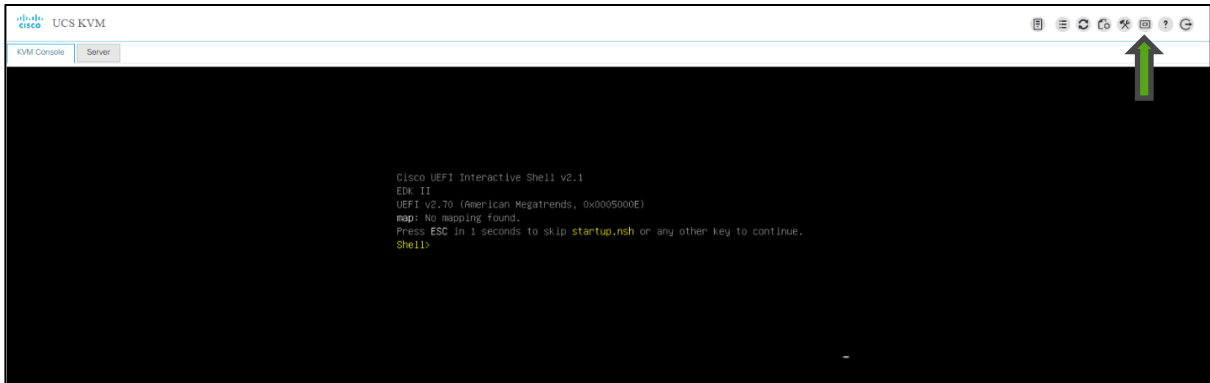 CISCO UCS KVM
?
KVM Console Server
Cisco UEFI Interactive Shell v2.1
EDK II
UEFI v2.70 (American Megatrends, 0x0005000E)
map: No mapping found.
Press ESC in 1 seconds to skip startup.nsh or any other key to continue.
Shell>